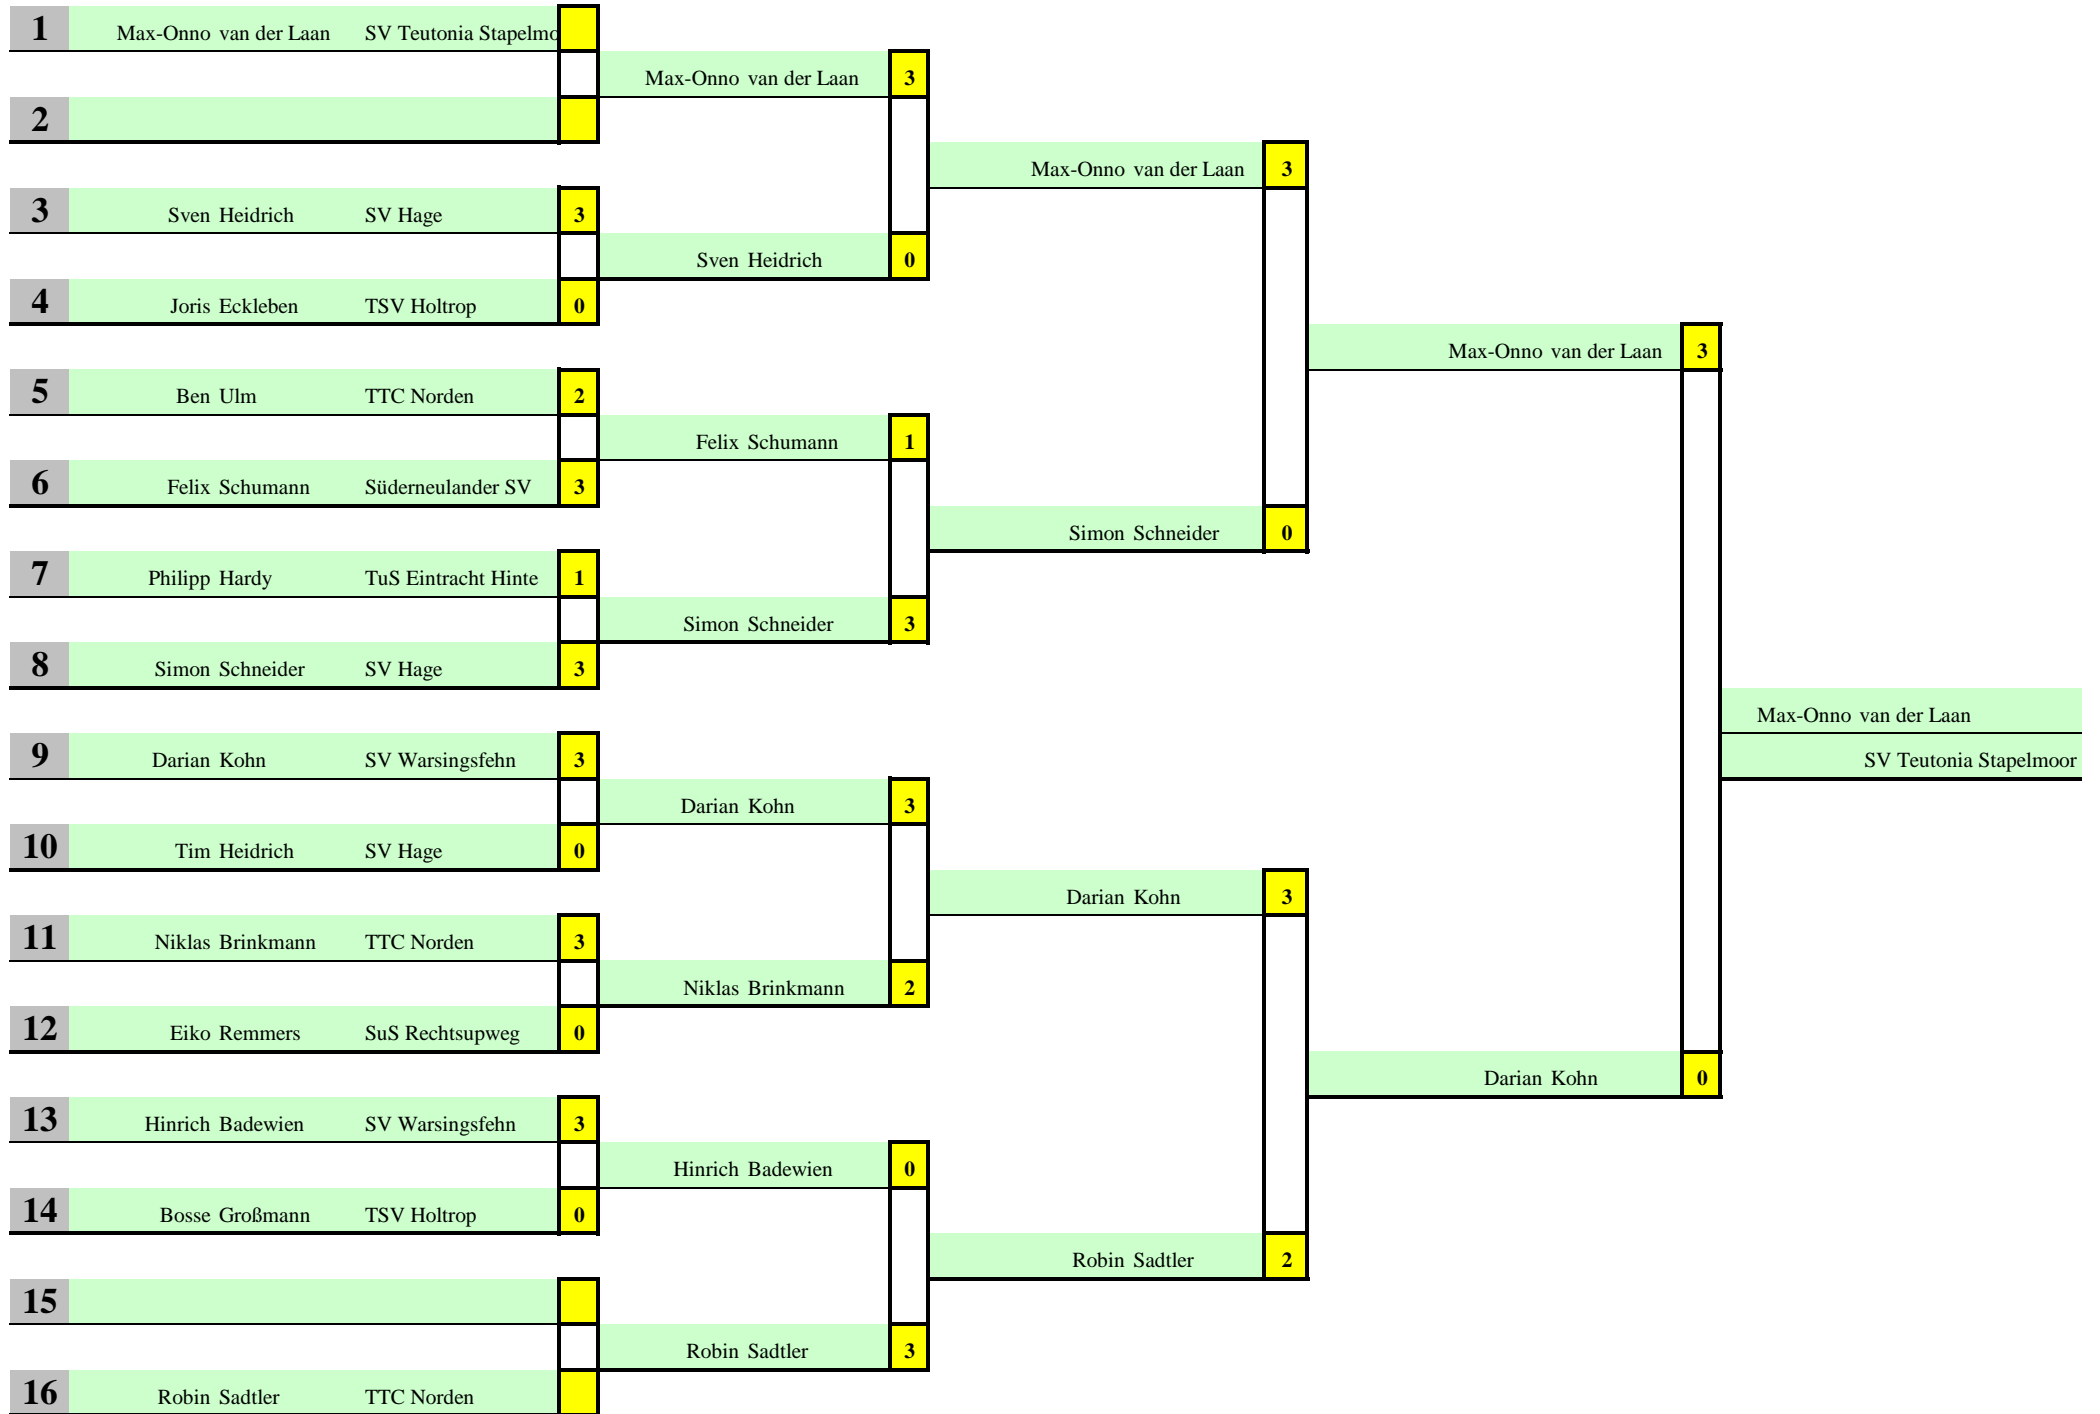 1 Max-Onno van der Laan SV Teutonia Stapelmo
Max-Onno van der Laan 3
2
Max-Onno van der Laan 3
3 Sven Heidrich SV Hage 3
Sven Heidrich 0
4 Joris Eckleben TSV Holtrop 0
Max-Onno van der Laan 3
5 Ben Ulm TTC Norden 2
Felix Schumann 1
6 Felix Schumann Süderneulander SV 3
Simon Schneider 0
7 Philipp Hardy TuS Eintracht Hinte 1
Simon Schneider 3
8 Simon Schneider SV Hage 3
Max-Onno van der Laan
9 Darian Kohn SV Warsingsfehn 3
SV Teutonia Stapelmoor
Darian Kohn 3
10 Tim Heidrich SV Hage 0
Darian Kohn 3
11 Niklas Brinkmann TTC Norden 3
Niklas Brinkmann 2
12 Eiko Remmers SuS Rechtsupweg 0
Darian Kohn 0
13 Hinrich Badewien SV Warsingsfehn 3
Hinrich Badewien 0
14 Bosse Großmann TSV Holtrop 0
Robin Sadtler 2
15
Robin Sadtler 3
16 Robin Sadtler TTC Norden